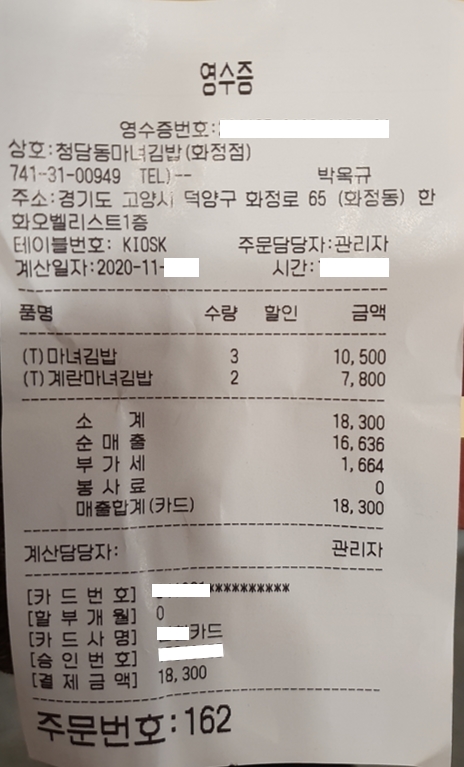 영수증
영수증번호:
상호:청담동마녀김밥(화정점)
741-31-00949 TEL)-- 박옥규
주소:경기도 고양시 덕양구 화정로 65 (화정동) 한
화오벨리스트1층
테이블번호: KIOSK 주문담당자:관리자
계산일자:2020-11- 시간:
품명 수량 할인 금액
(T)마녀김밥 3 10,500
(T)계란마녀김밥 2 7,800
소 계 18,300
순 매 출 16,636
부 가 세 1,664
봉 사 료 0
매출합계(카드) 18,300
계산담당자: 관리자
[카 드 번 호] **********
[할 부 개 월] 0
[카 드 사 명] 카드
[승 인 번 호]
[결 제 금 액] 18,300
주문번호:162